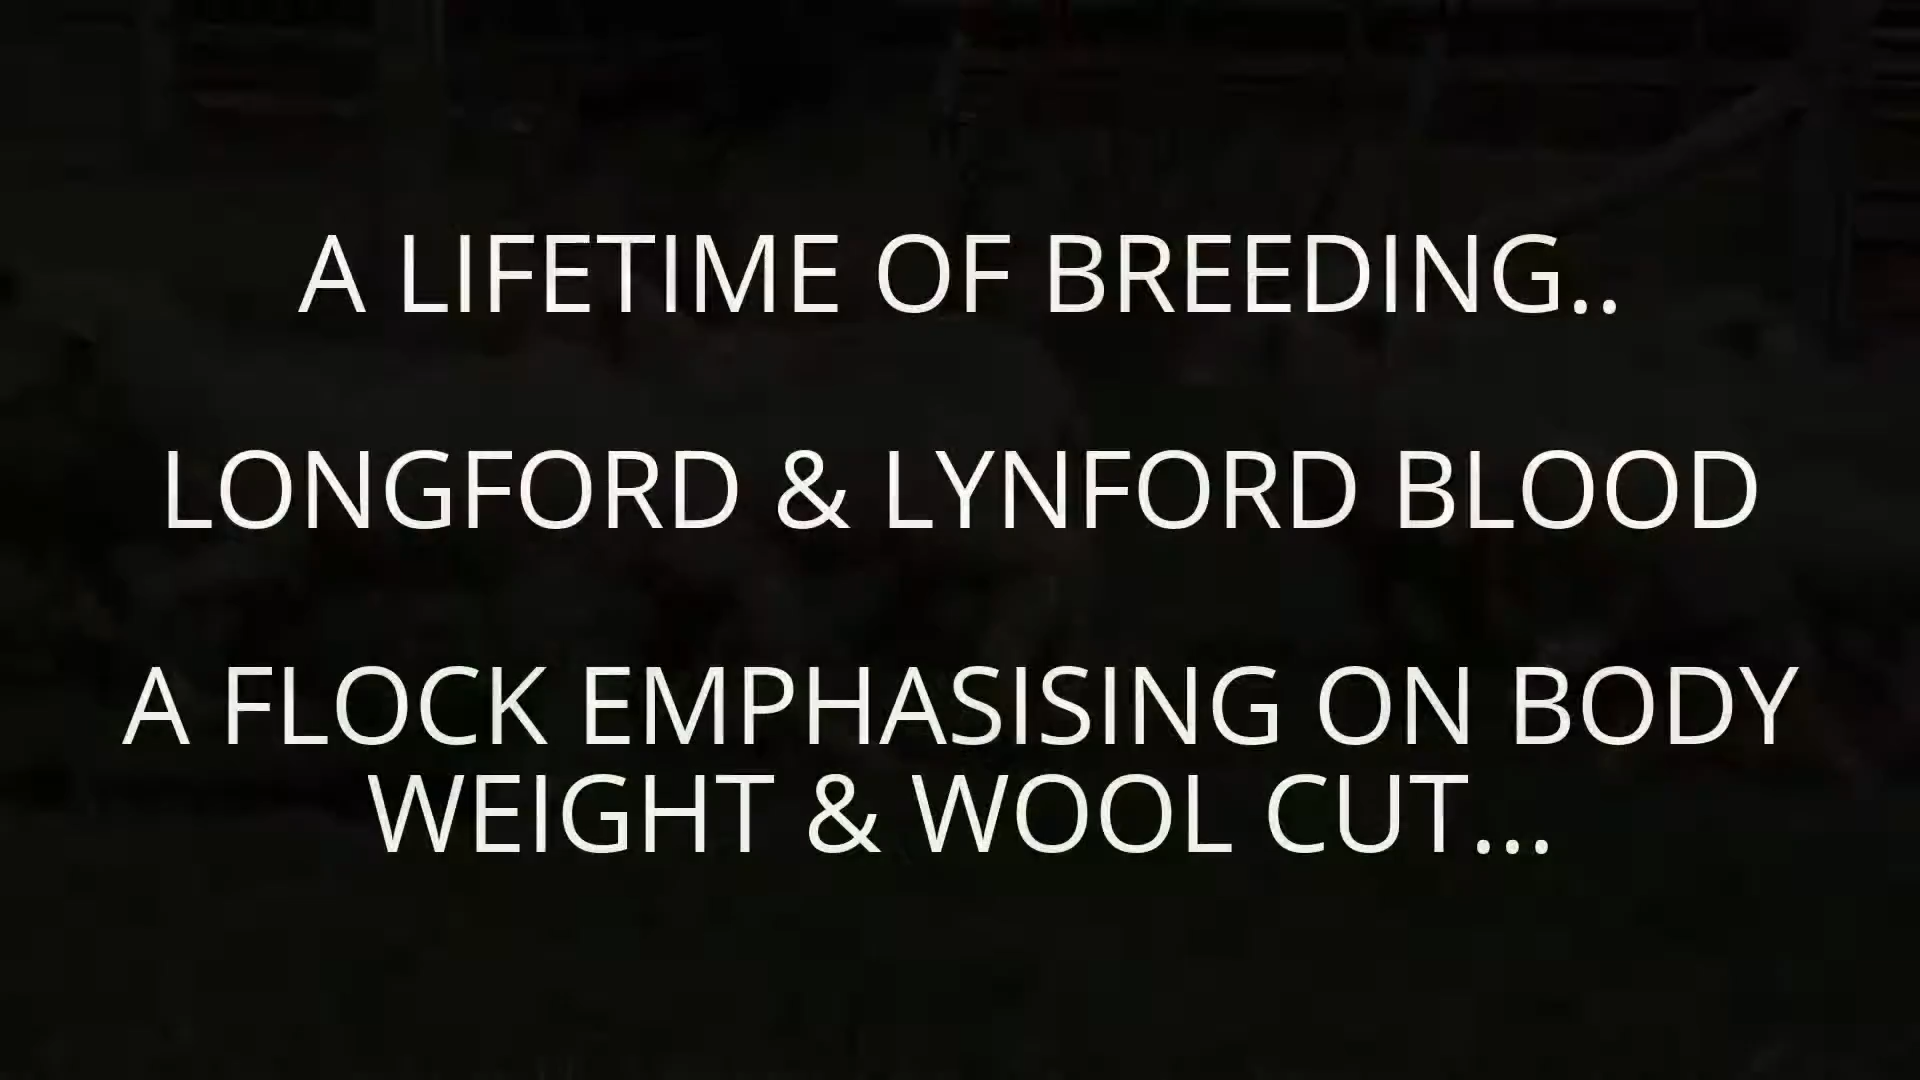 A LIFETIME OF BREEDING..
LONGFORD & LYNFORD BLOOD
A FLOCK EMPHASISING ON BODY
WEIGHT & WOOL CUT...